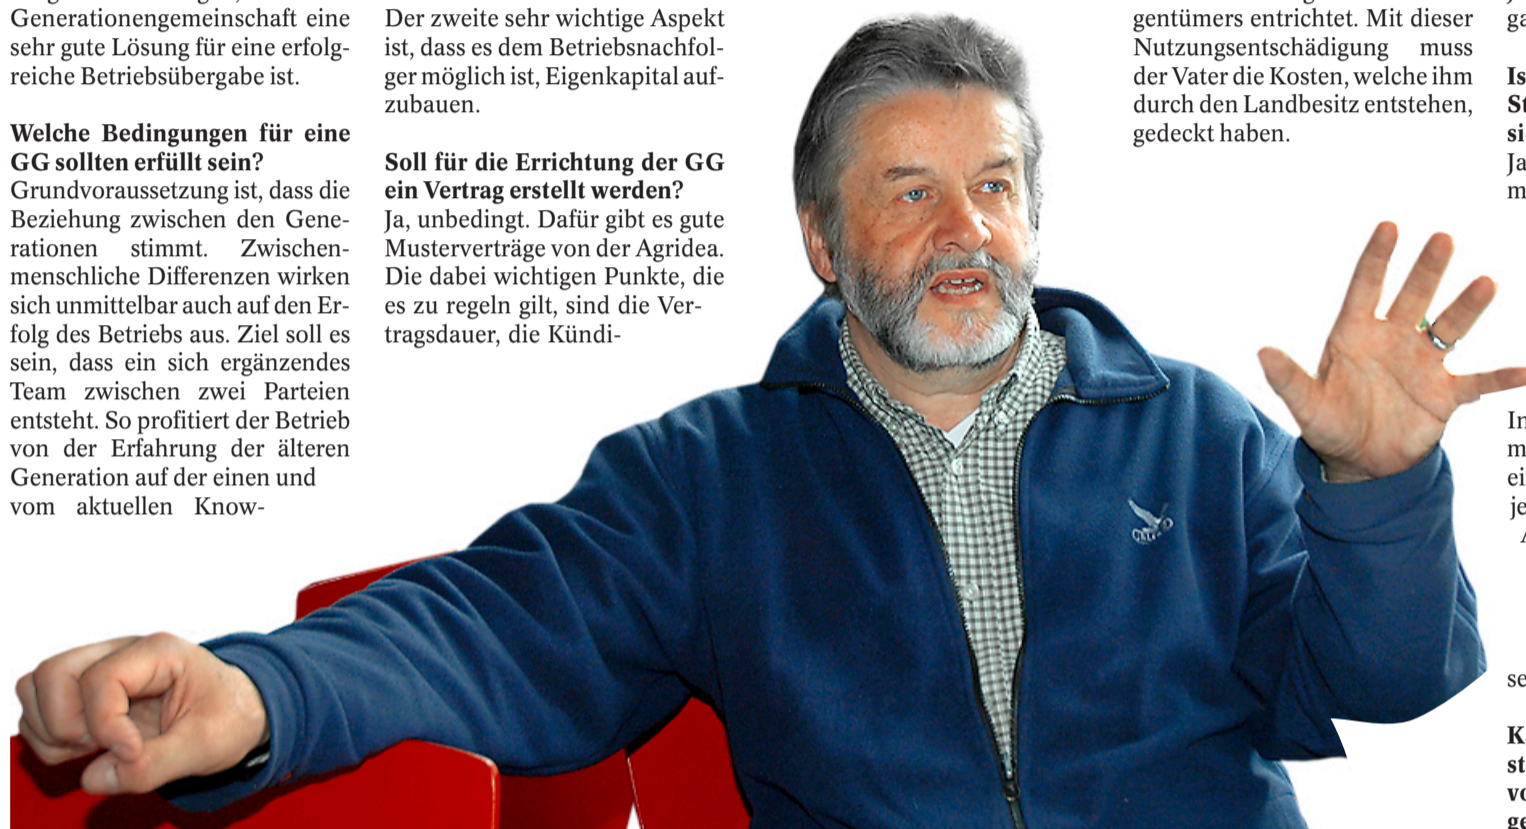 Generationengemeinschaft eine
sehr gute Lösung für eine erfolg-
reiche Betriebsübergabe ist.
Welche Bedingungen für eine
GG sollten erfüllt sein?
Grundvoraussetzung ist, dass die
Beziehung zwischen den Gene-
rationen stimmt. Zwischen-
menschliche Differenzen wirken
sich unmittelbar auch auf den Er-
folg des Betriebs aus. Ziel soll es
sein, dass ein sich ergänzendes
Team zwischen zwei Parteien
entsteht. So profitiert der Betrieb
von der Erfahrung der älteren
Generation auf der einen und
vom aktuellen Know-
Der zweite sehr wichtige Aspekt
ist, dass es dem Betriebsnachfol-
ger möglich ist, Eigenkapital auf-
zubauen.
Soll für die Errichtung der GG
ein Vertrag erstellt werden?
Ja, unbedingt. Dafür gibt es gute
Musterverträge von der Agridea.
Die dabei wichtigen Punkte, die
es zu regeln gilt, sind die Ver-
tragsdauer, die Kündi-
gentümers entrichtet. Mit dieser
Nutzungsentschädigung muss
der Vater die Kosten, welche ihm
durch den Landbesitz entstehen,
gedeckt haben.
Ja